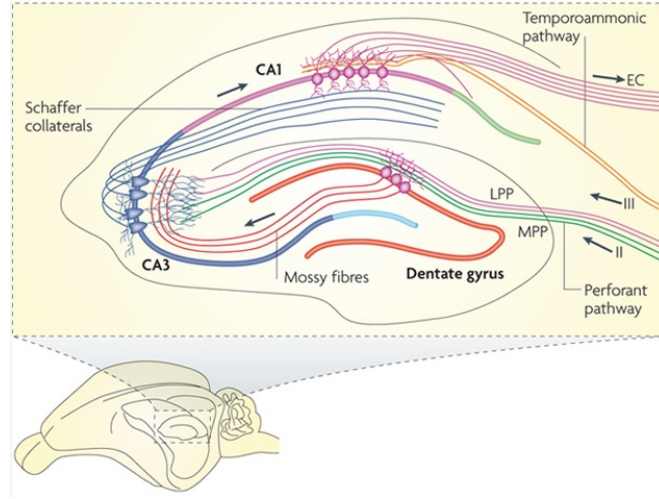 Temporoammonic
pathway
CA1
EC
Schaffer
collaterals
LPP
III
MPP
II
CA3
Mossy fibres
Dentate gyrus
Perforant
pathway